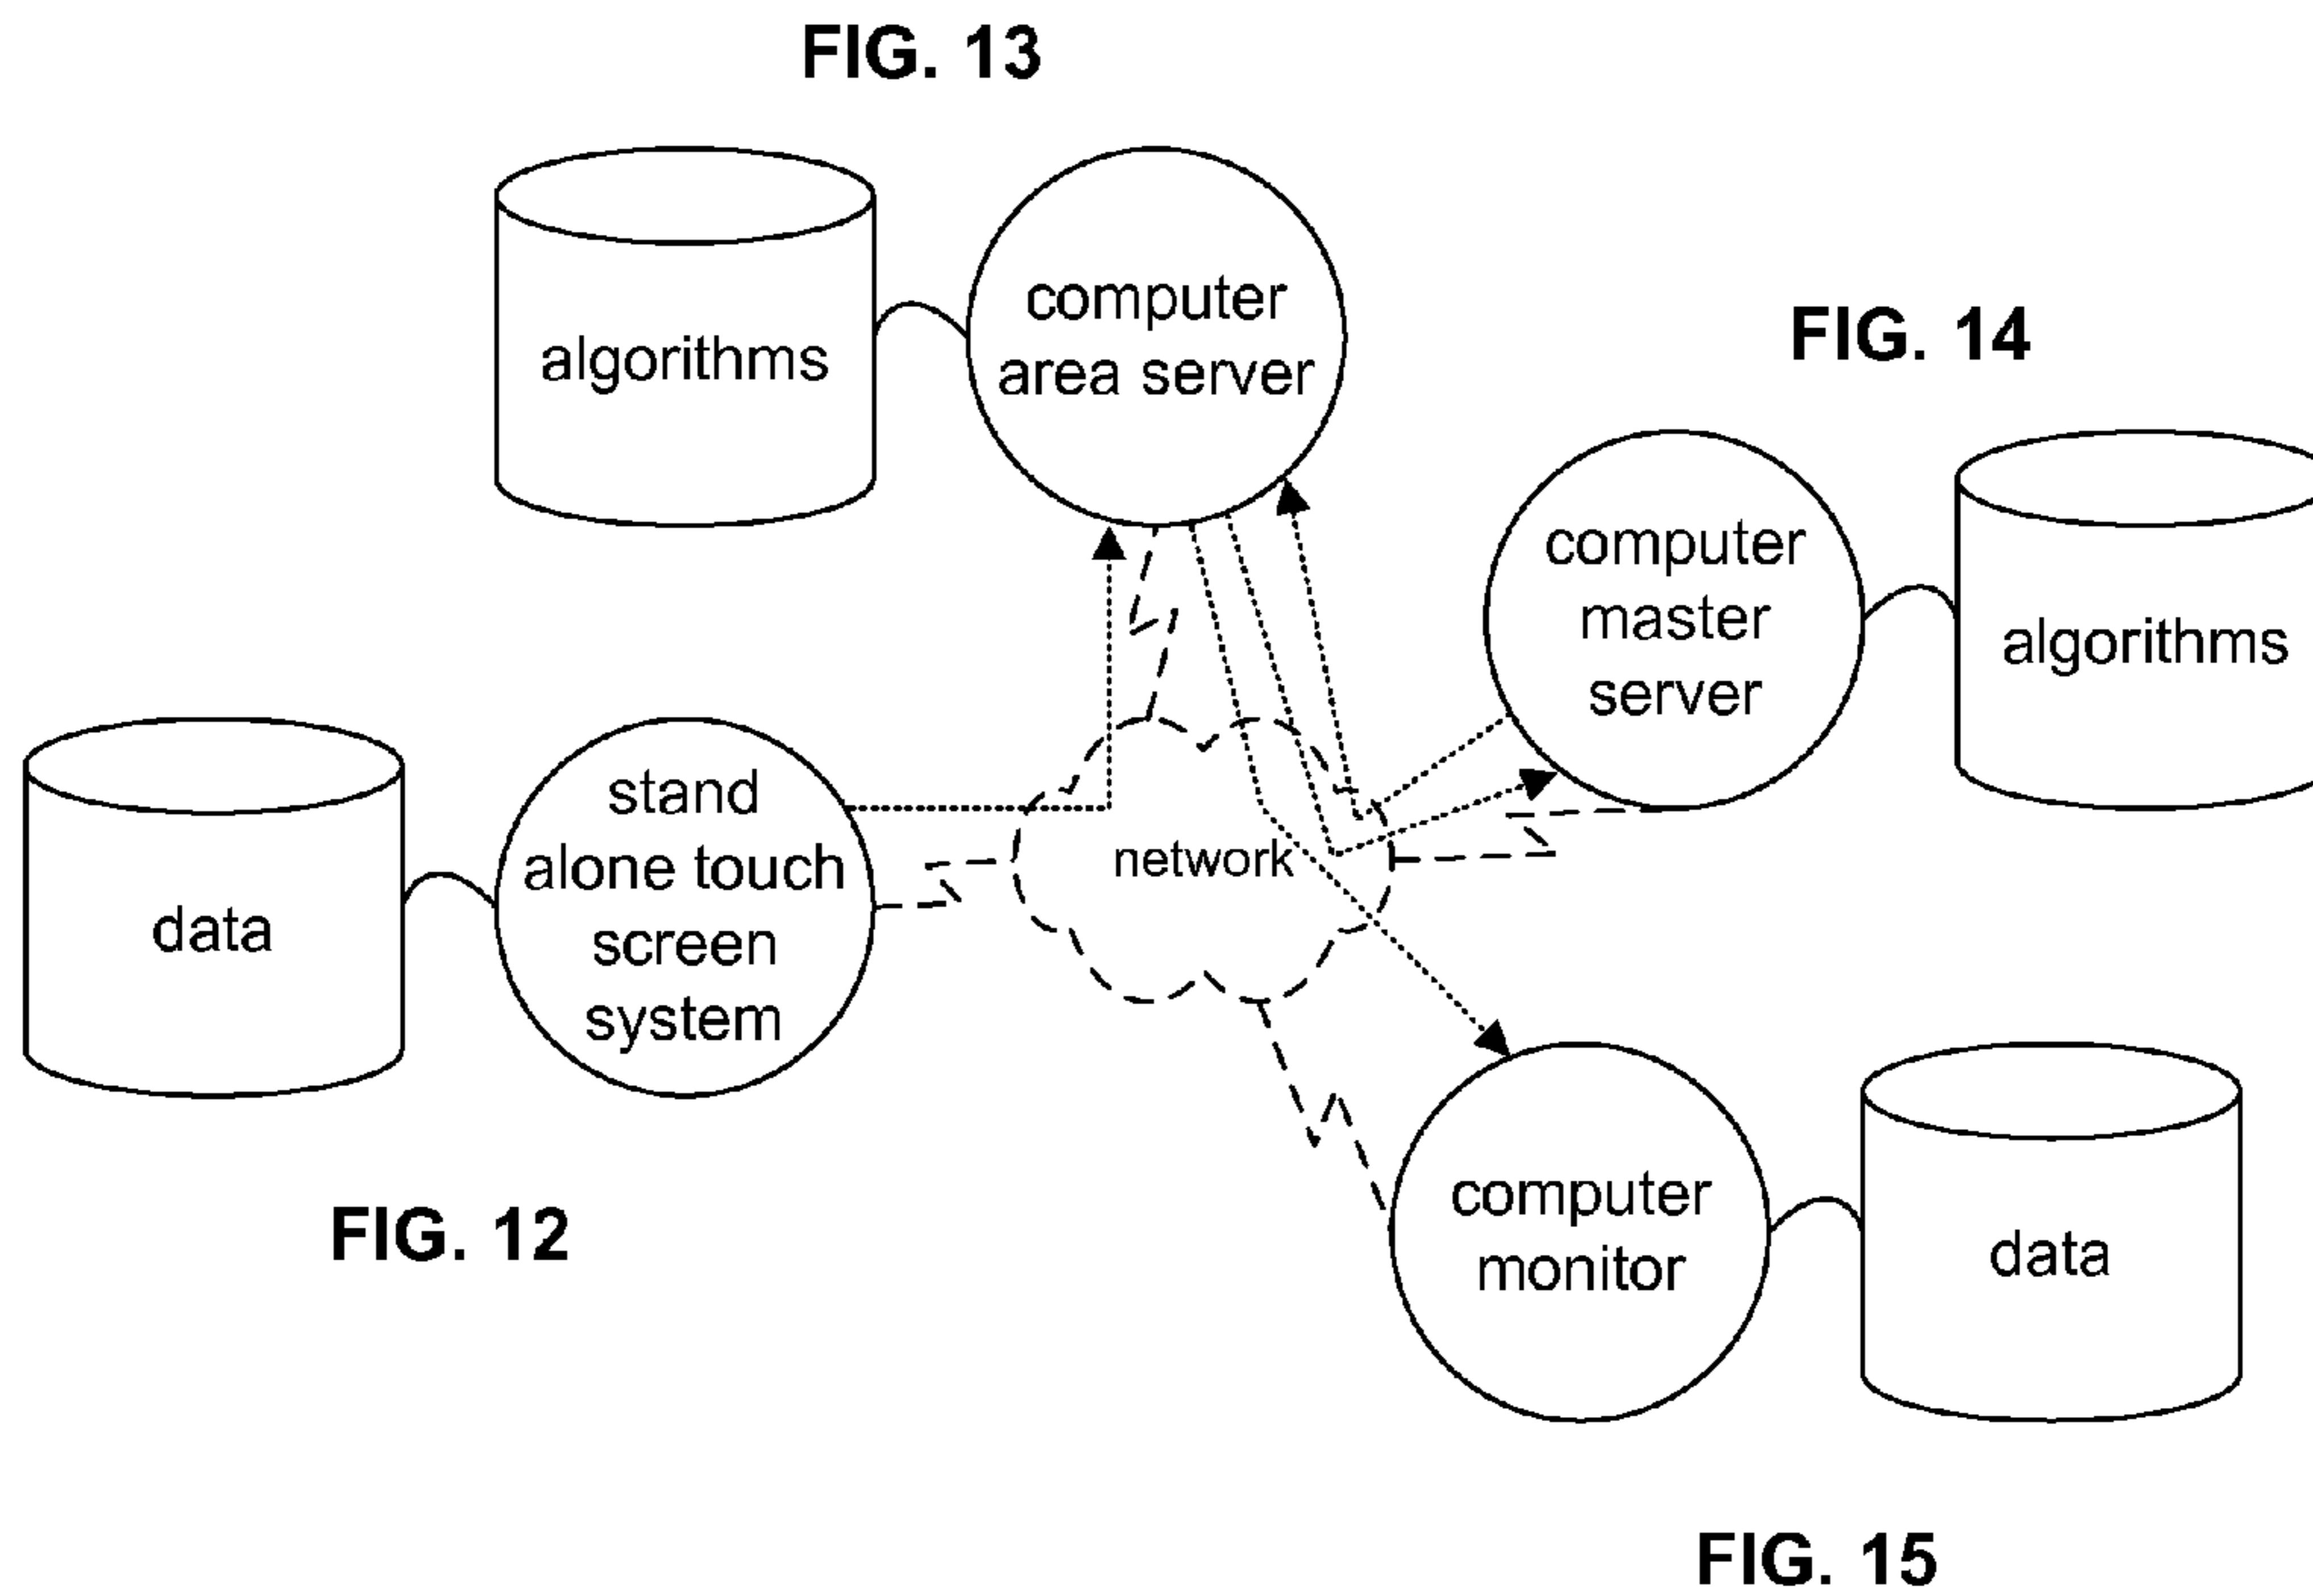 FIG. 13
algorithms
computer
area server
FIG. 14
computer
master
server
algorithms
data
stand
alone touch
screen
system
network
FIG. 12
computer
monitor
data
FIG. 15